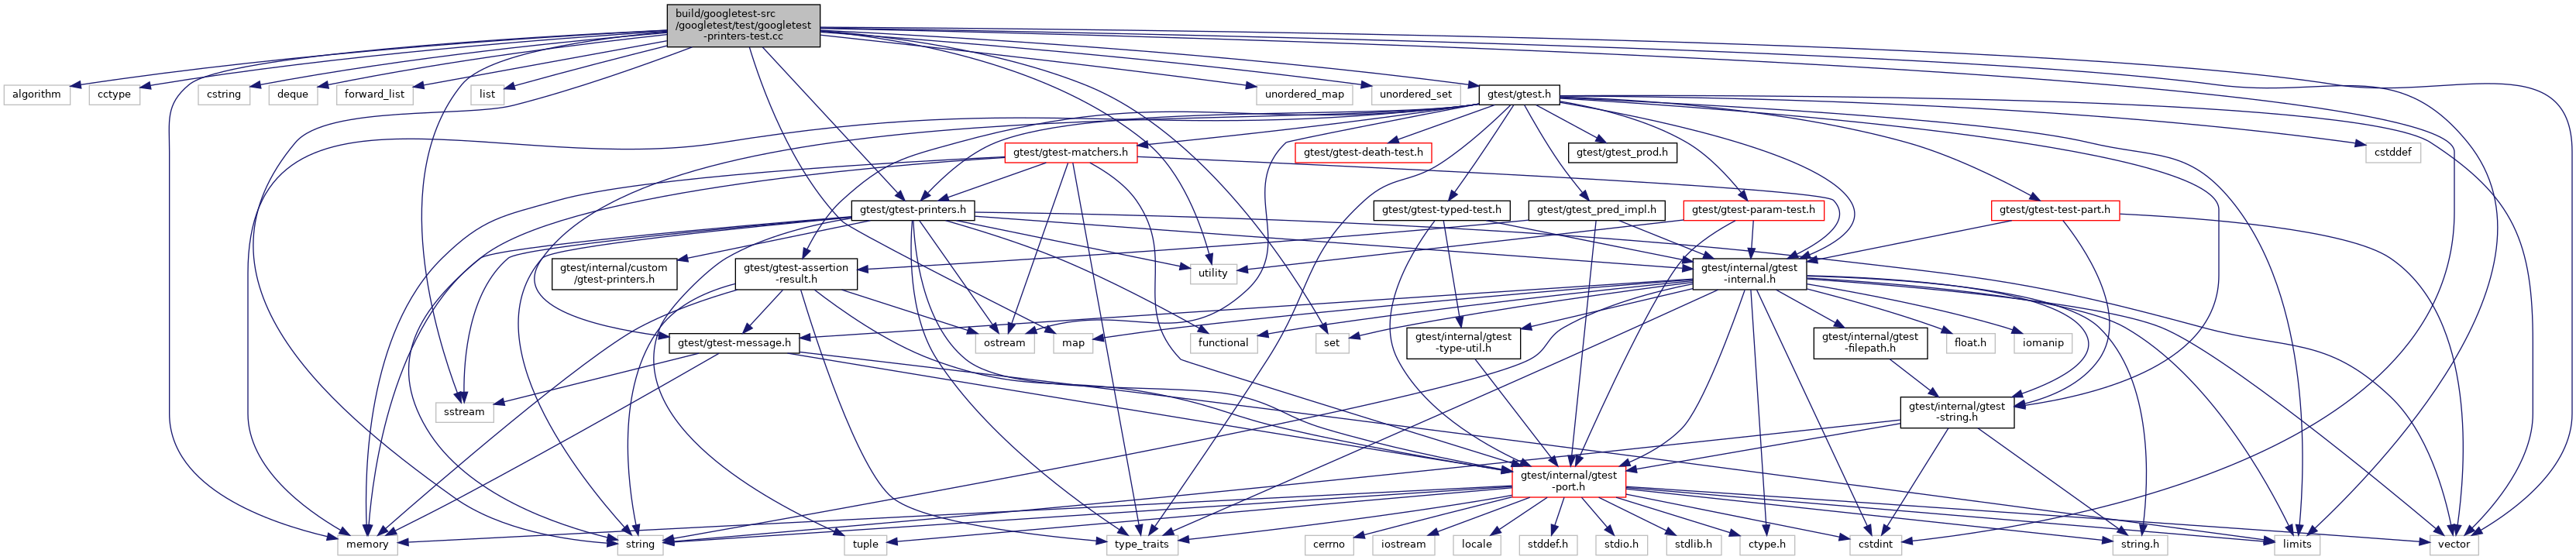 build/googletest-src
/googletest/test/googletest
-printers-test.cc
algorithm
cctype
cstring
deque
forward_list
list
unordered_map
unordered_set
gtest/gtest.h
gtest/gtest-matchers.h
gtest/gtest-death-test.h
gtest/gtest_prod.h
cstddef
gtest/gtest-printers.h
gtest/gtest-typed-test.h
gtest/gtest_pred_impl.h
gtest/gtest-param-test.h
gtest/gtest-test-part.h
gtest/internal/custom
/gtest-printers.h
gtest/gtest-assertion
-result.h
utility
gtest/internal/gtest
-internal.h
gtest/gtest-message.h
ostream
map
functional
set
gtest/internal/gtest
-type-util.h
gtest/internal/gtest
-filepath.h
float.h
iomanip
sstream
gtest/internal/gtest
-string.h
gtest/internal/gtest
-port.h
memory
string
tuple
type_traits
cerrno
iostream
locale
stddef.h
stdio.h
stdlib.h
ctype.h
cstdint
string.h
limits
vector